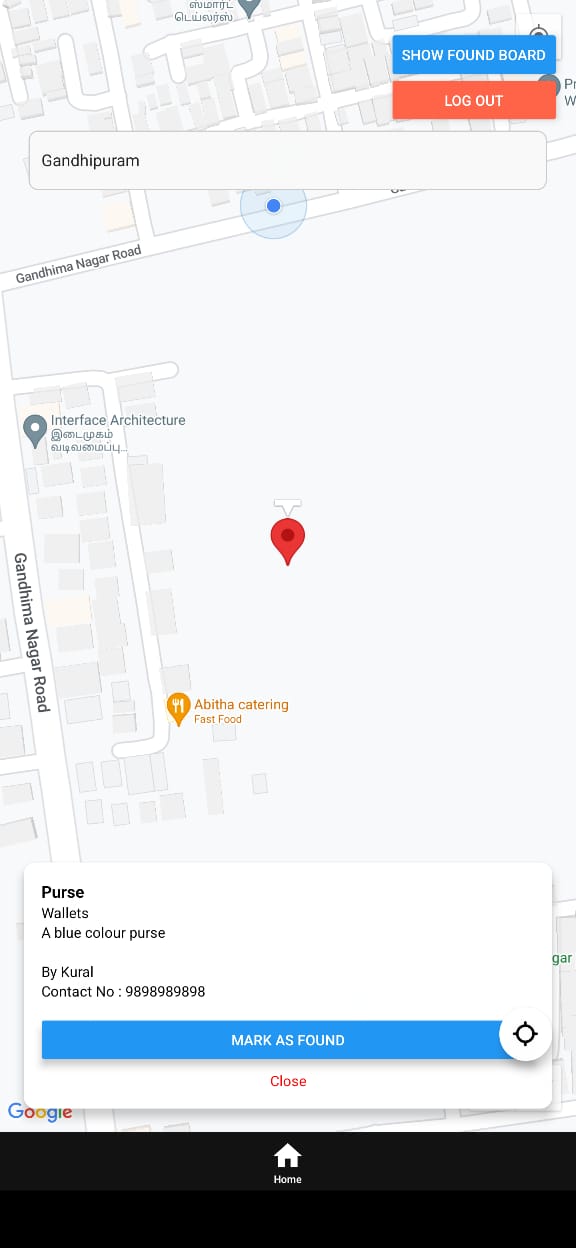 ஸ்மார்ட்
டெய்லர்ஸ்
SHOW FOUND BOARD
LOG OUT
Gandhipuram
Gandhima Nagar Road
Interface Architecture
இடைமுகம்
வடிவமைப்பு...
Gandhima Nagar Road
Abitha catering
Fast Food
Purse
Wallets
A blue colour purse
By Kural
Contact No : 9898989898
MARK AS FOUND
Close
Google
Home